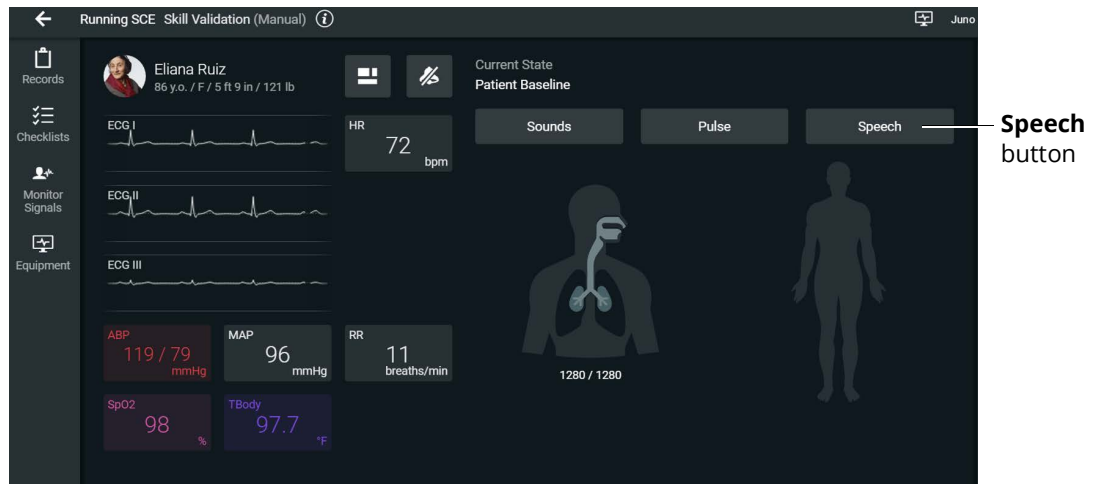 Running SCE Skill Validation (Manual) i
Juno
Records
Checklists
Monitor
Signals
Equipment
Eliana Ruiz
86 y.o. / F / 5 ft 9 in / 121 lb
Current State
Patient Baseline
Sounds
Pulse
Speech
Speech
button
ECG I
HR
72
bpm
ECG II
ECG III
ABP
119 / 79
mmHg
MAP
96
mmHg
RR
11
breaths/min
1280 / 1280
SpO2
98
%
TBody
97.7
°F